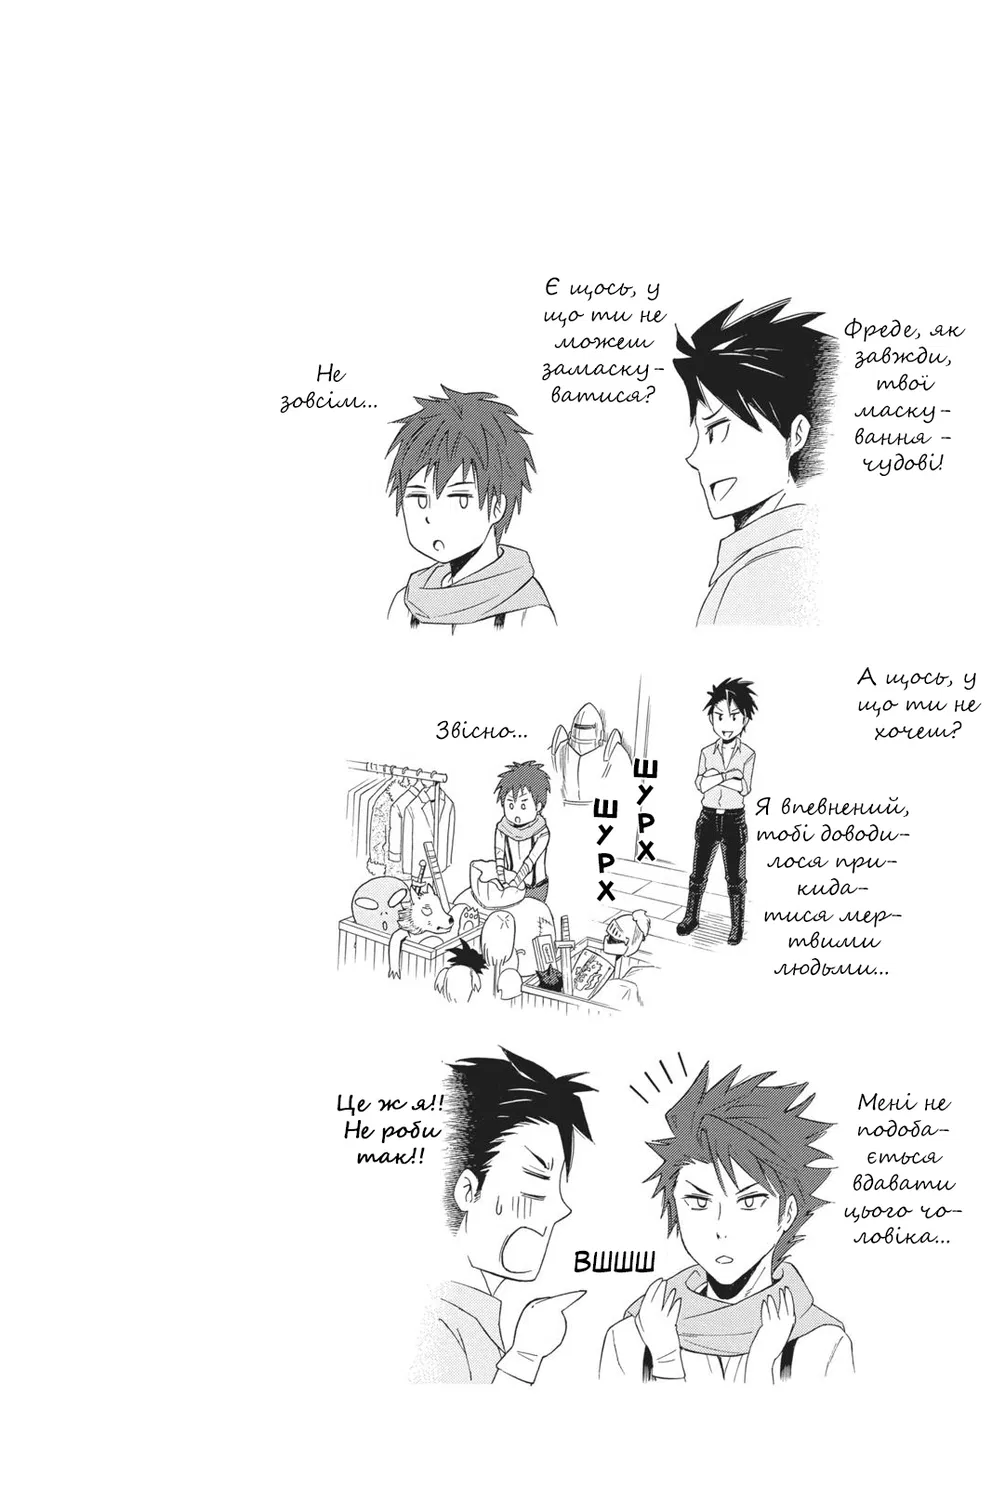 Фреде, як
завжди,
твої
маску-
вання -
чудові!
Є щось, у
що ти не
можеш
замаску-
ватися?
Не
зовсім...
А щось, у
що ти не
хочеш?
Я впевнений,
тобі доводи-
лося при-
кида-
тися мер-
твими
людьми...
ШУРХ
ШУРХ
Звісно...
Мені не
подоба-
ється
вдавати
цього чо-
ловіка...
ВШШШ
Це ж я!!
Не роби
так!!